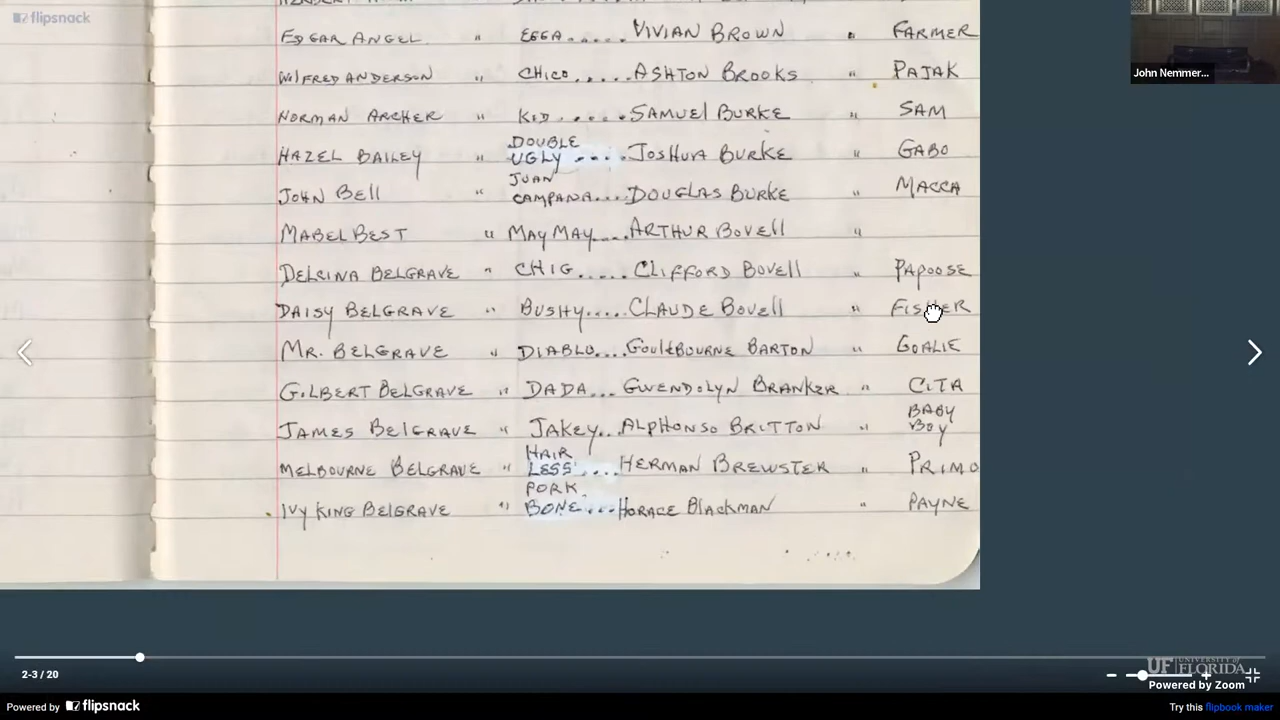 flipsnack
John Nemmer...
EDGAR ANGEL " EGGA..... VIVIAN BROWN " FARMER
WILFRED ANDERSON " CHICO..... ASHTON BROOKS " PAJAK
NORMAN ARCHER " KID...... SAMUEL BURKE " SAM
HAZEL BAILEY " DOUBLE UGLY .... JOSHUA BURKE " GABO
JOHN BELL " JUAN CAMPANA.... DOUGLAS BURKE " MACCA
MABEL BEST " MAY MAY..... ARTHUR BOVELL "
DELRINA BELGRAVE " CHIG..... CLIFFORD BOVELL " PAPOOSE
DAISY BELGRAVE " BUSHY..... CLAUDE BOVELL " FISHER
MR. BELGRAVE " DIABLO.... GOULBOURNE BARTON " GOALIE
GILBERT BELGRAVE " DADA... GWENDOLYN BRANKER " CITA
JAMES BELGRAVE " JAKEY... ALPHONSO BRITTON " BABY BOY
MELBOURNE BELGRAVE " HAIR LESS .... HERMAN BREWSTER " PRIMO
IVY KING BELGRAVE " PORK BONE... HORACE BLACKMAN " PAYNE
2-3 / 20
UF UNIVERSITY of FLORIDA
Powered by Zoom
Powered by flipsnack
Try this flipbook maker